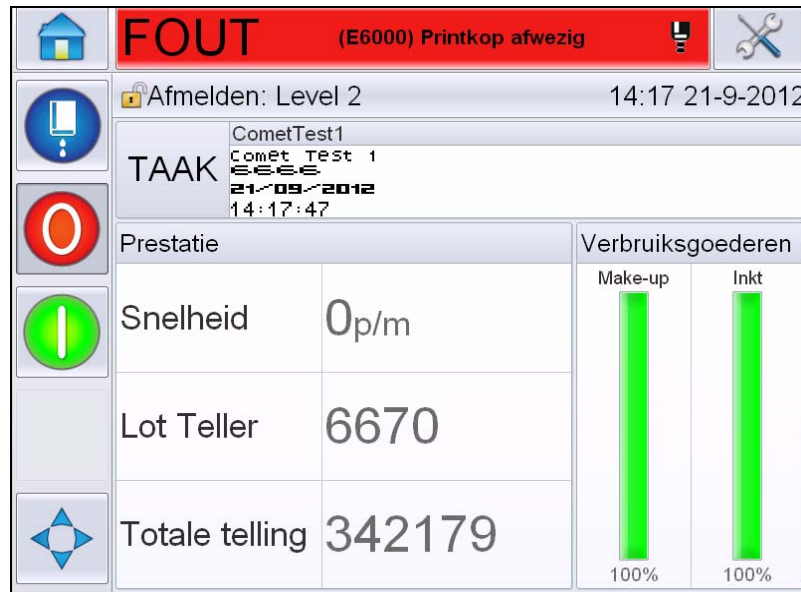 FOUT (E6000) Printkop afwezig
Afmelden: Level 2 14:17 21-9-2012
CometTest1
TAAK
Comet Test 1
6666
21/09/2012
14:17:47
Prestatie
Verbruiksgoederen
Make-up Inkt
Snelheid 0p/m
Lot Teller 6670
Totale telling 342179
100% 100%